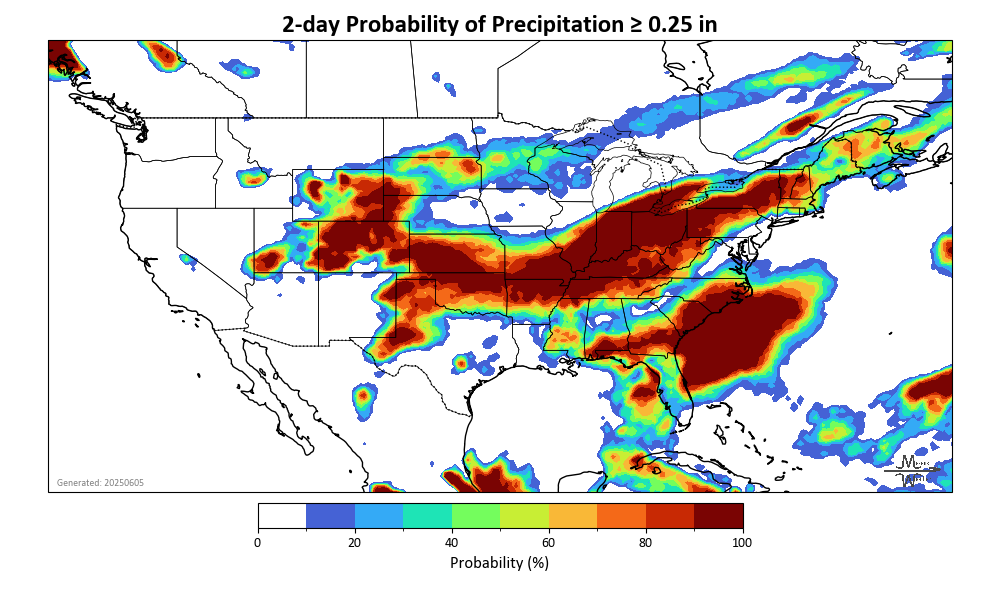 2-day Probability of Precipitation ≥ 0.25 in
Generated: 20250605
0 20 40 60 80 100
Probability (%)